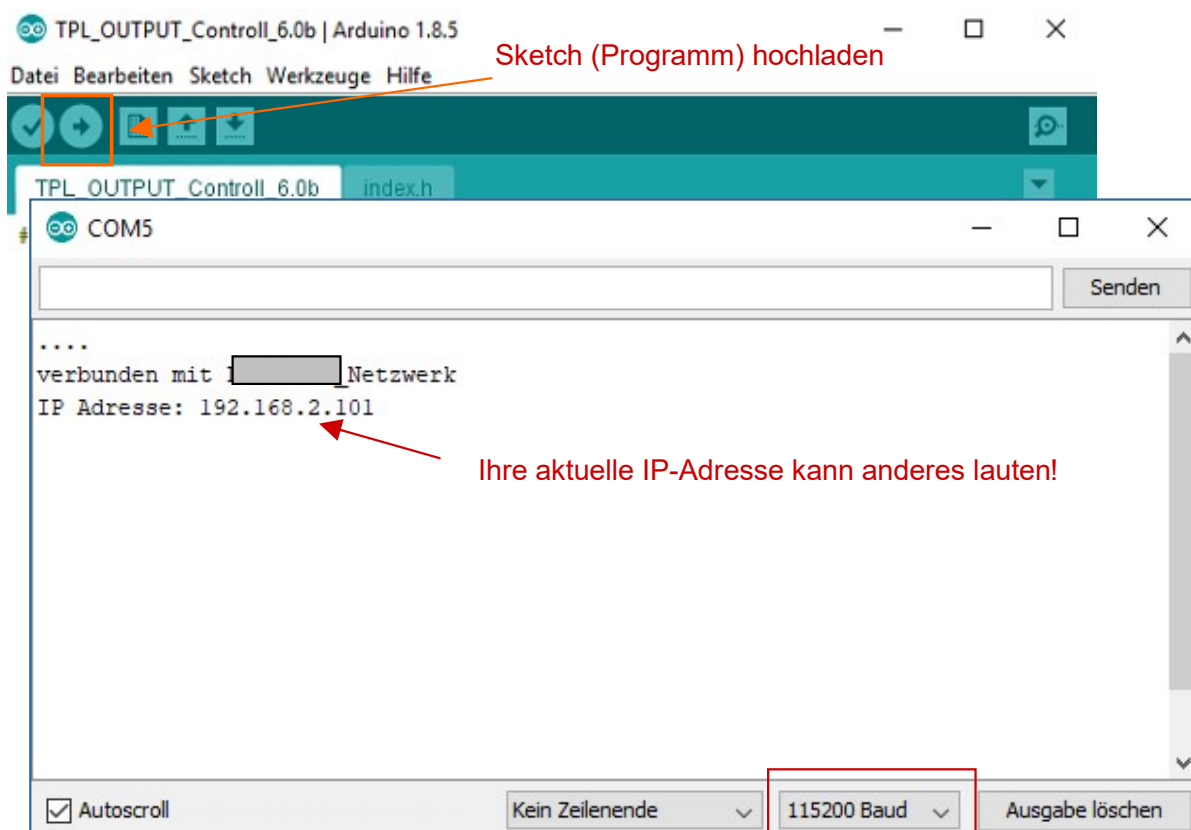 TPL_OUTPUT_Controll_6.0b | Arduino 1.8.5
Sketch (Programm) hochladen
Datei Bearbeiten Sketch Werkzeuge Hilfe
TPL_OUTPUT_Controll_6.0b index.h
#
COM5
Senden
....
verbunden mit _Netzwerk
IP Adresse: 192.168.2.101
Ihre aktuelle IP-Adresse kann anderes lauten!
Autoscroll Kein Zeilenende 115200 Baud Ausgabe löschen